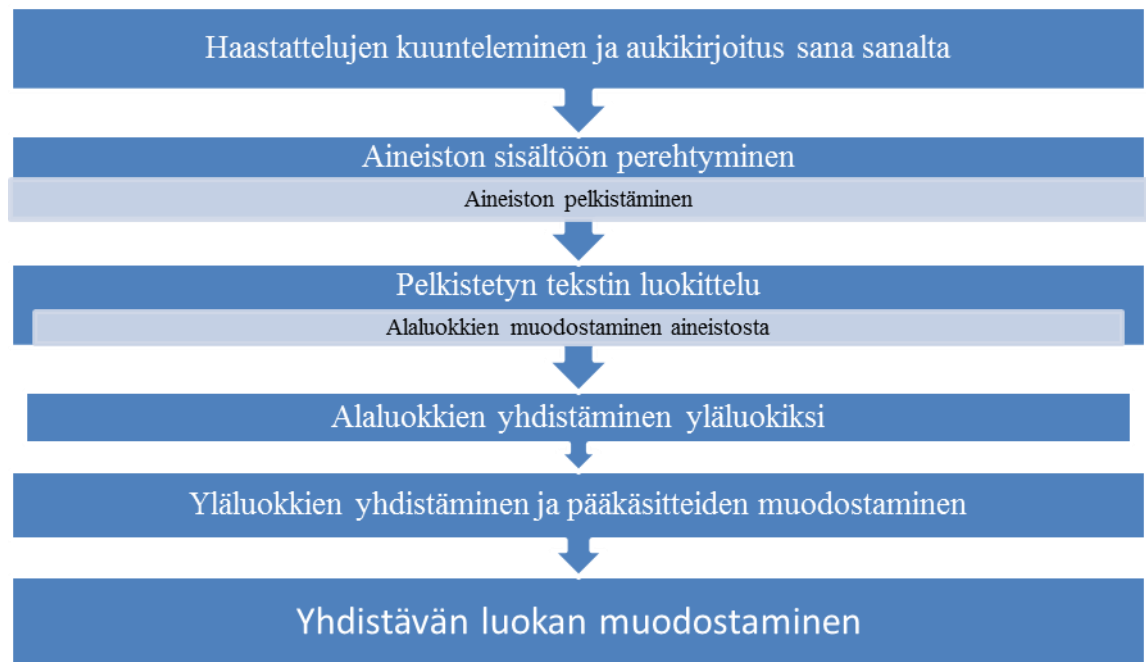 Haastattelujen kuunteleminen ja aukikirjoitus sana sanalta
Aineiston sisältöön perehtyminen
Aineiston pelkistäminen
Pelkistetyn tekstin luokittelu
Alaluokkien muodostaminen aineistosta
Alaluokkien yhdistäminen yläluokiksi
Yläluokkien yhdistäminen ja pääkäsitteiden muodostaminen
Yhdistävän luokan muodostaminen